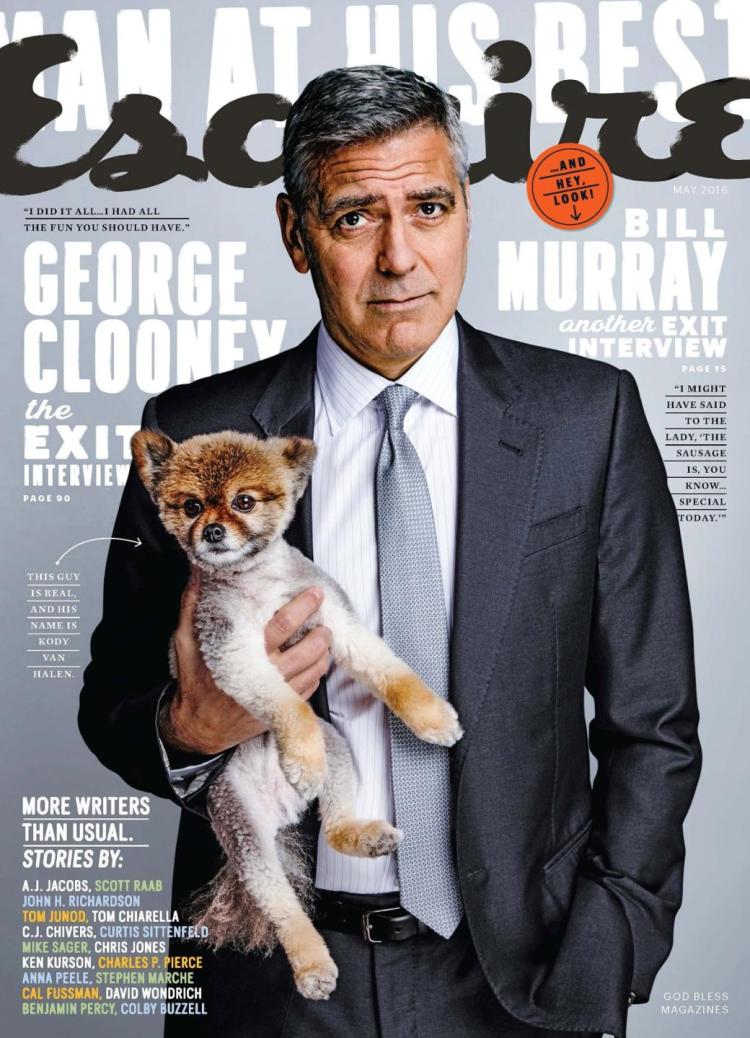 MAN AT HIS BEST
Esquire
MAY 2016
...AND
HEY,
LOOK!
"I DID IT ALL...I HAD ALL
THE FUN YOU SHOULD HAVE."
GEORGE
CLOONEY
the
EXIT
INTERVIEW
PAGE 90
BILL
MURRAY
another EXIT
INTERVIEW
PAGE 15
"I MIGHT
HAVE SAID
TO THE
LADY, 'THE
SAUSAGE
IS, YOU
KNOW...
SPECIAL
TODAY.'"
THIS GUY
IS REAL,
AND HIS
NAME IS
KODY
VAN
HALEN.
MORE WRITERS
THAN USUAL.
STORIES BY:
A.J. JACOBS, SCOTT RAAB
JOHN H. RICHARDSON
TOM JUNOD, TOM CHIARELLA
C.J. CHIVERS, CURTIS SITTENFELD
MIKE SAGER, CHRIS JONES
KEN KURSON, CHARLES P. PIERCE
ANNA PEELE, STEPHEN MARCHE
CAL FUSSMAN, DAVID WONDRICH
BENJAMIN PERCY, COLBY BUZZELL
GOD BLESS
MAGAZINES